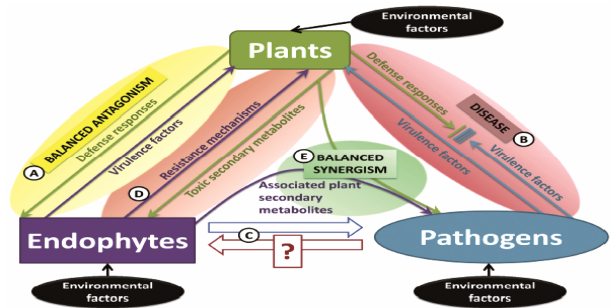 Environmental
factors
Plants
BALANCED ANTAGONISM
Defense responses
Virulence factors
A
Resistance mechanisms
Toxic secondary metabolites
D
Defense responses
DISEASE
B
Virulence factors
Virulence factors
E
BALANCED
SYNERGISM
Associated plant
secondary
metabolites
Endophytes
C
?
Pathogens
Environmental
factors
Environmental
factors